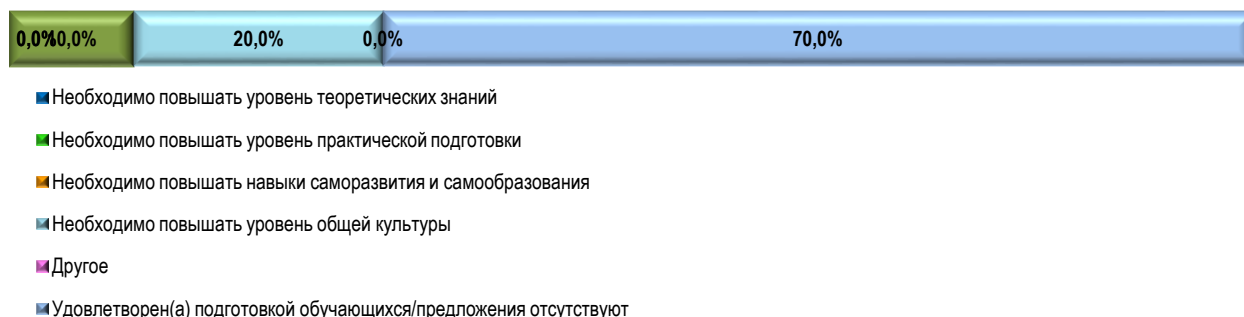 0,0%10,0% 20,0% 0,0% 70,0%
Необходимо повышать уровень теоретических знаний
Необходимо повышать уровень практической подготовки
Необходимо повышать навыки саморазвития и самообразования
Необходимо повышать уровень общей культуры
Другое
Удовлетворен(а) подготовкой обучающихся/предложения отсутствуют